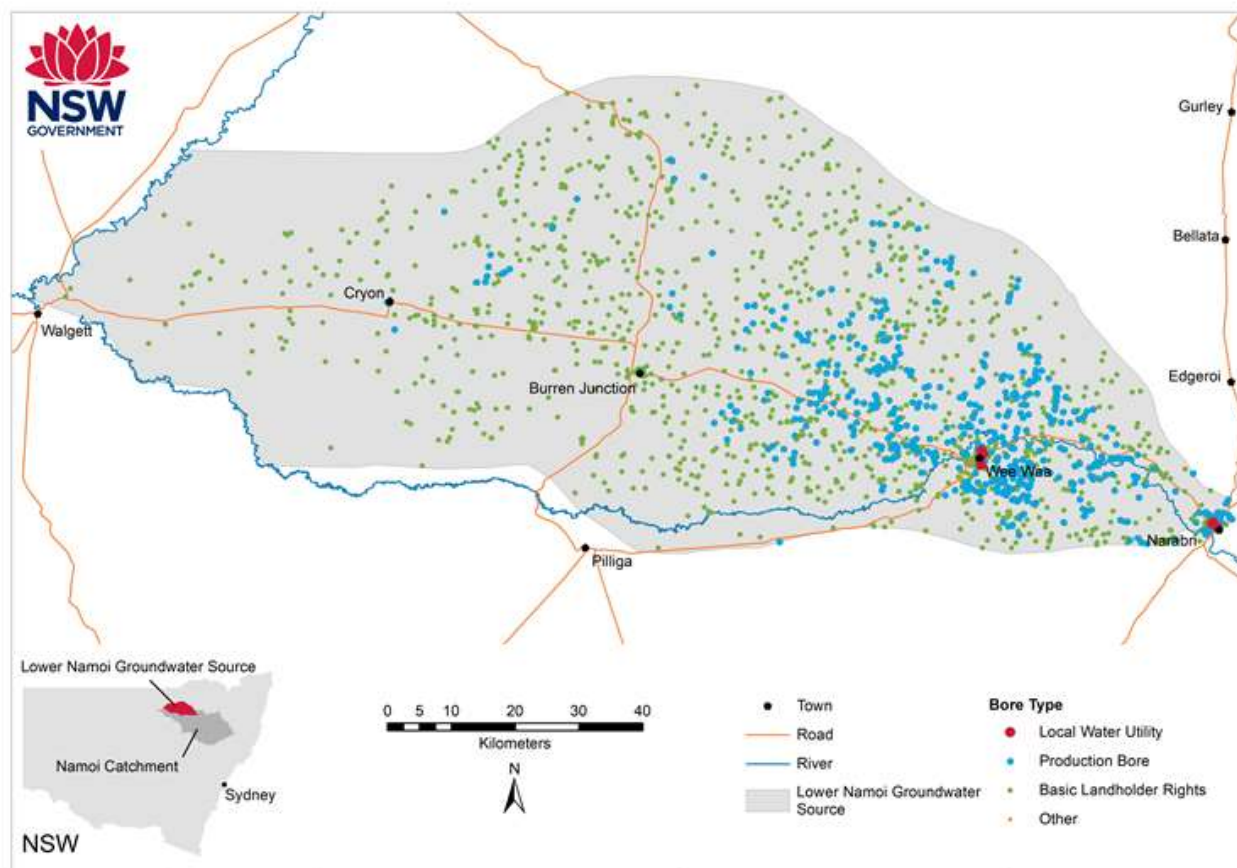 NSW
GOVERNMENT
Gurley
Bellata
Cryon
Walgett
Burren Junction
Edgeroi
Wee Waa
Narabri
Pilliga
Lower Namoi Groundwater Source
Namoi Catchment
Sydney
NSW
0 5 10 20 30 40
Kilometers
N
Town
Road
River
Lower Namoi Groundwater
Source
Bore Type
Local Water Utility
Production Bore
Basic Landholder Rights
Other